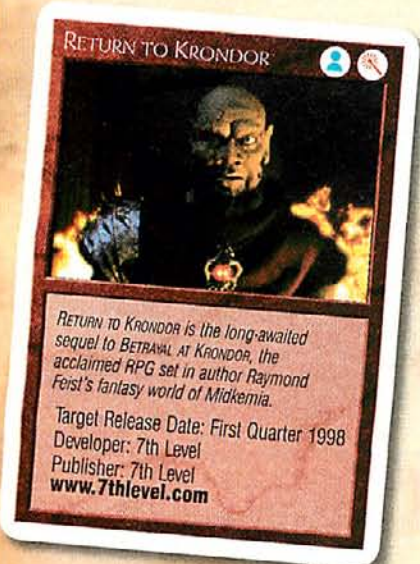 RETURN TO KRONDOR
RETURN TO KRONDOR is the long-awaited
sequel to BETRAYAL AT KRONDOR, the
acclaimed RPG set in author Raymond
Feist's fantasy world of Midkemia.
Target Release Date: First Quarter 1998
Developer: 7th Level
Publisher: 7th Level
www.7thlevel.com